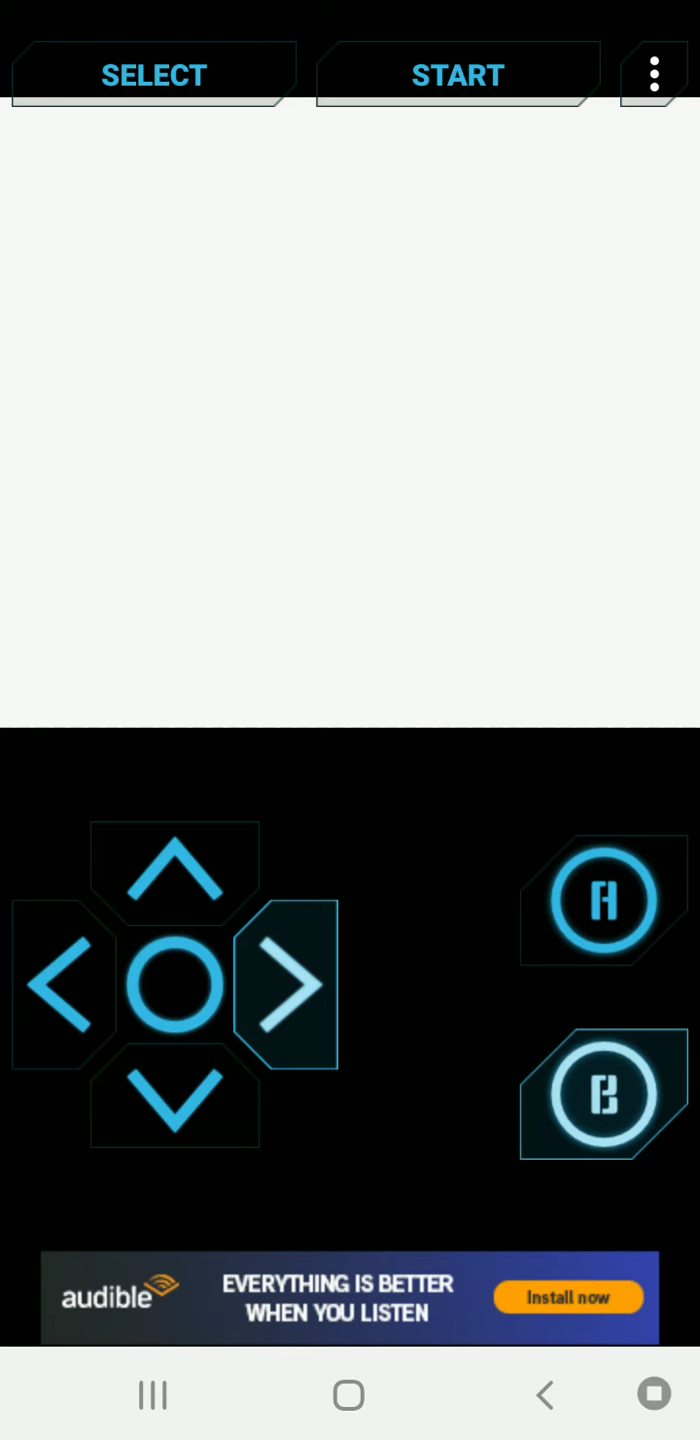 SELECT
START
A
B
audible
EVERYTHING IS BETTER
WHEN YOU LISTEN
Install now